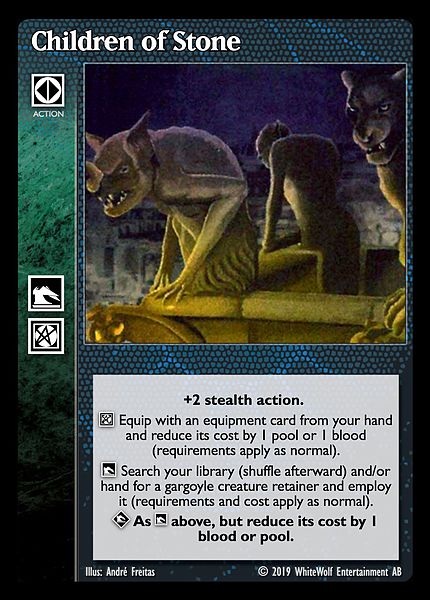 Children of Stone
ACTION
+2 stealth action.
Equip with an equipment card from your hand
and reduce its cost by 1 pool or 1 blood
(requirements apply as normal).
Search your library (shuffle afterward) and/or
hand for a gargoyle creature retainer and employ
it (requirements and cost apply as normal).
As above, but reduce its cost by 1
blood or pool.
Illus: André Freitas © 2019 WhiteWolf Entertainment AB